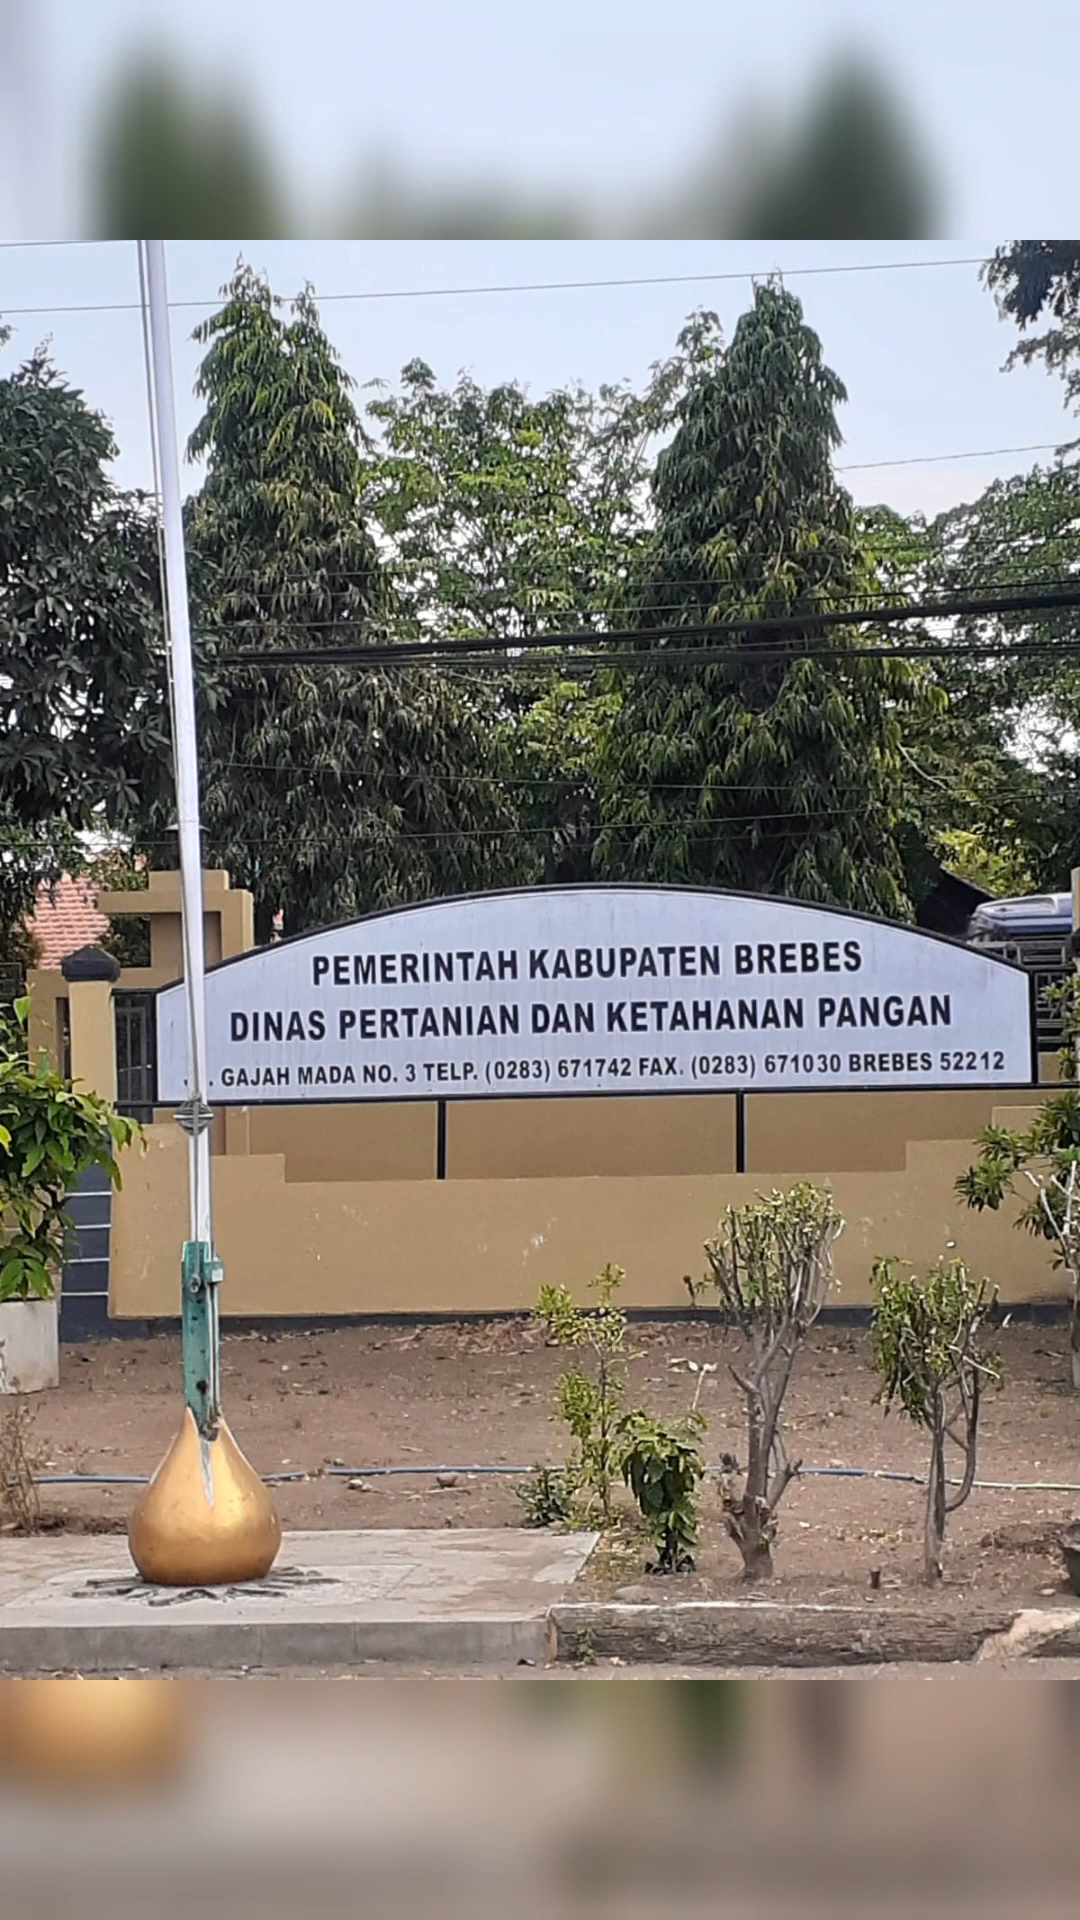 PEMERINTAH KABUPATEN BREBES
DINAS PERTANIAN DAN KETAHANAN PANGAN
. GAJAH MADA NO. 3 TELP. (0283) 671742 FAX. (0283) 671030 BREBES 52212